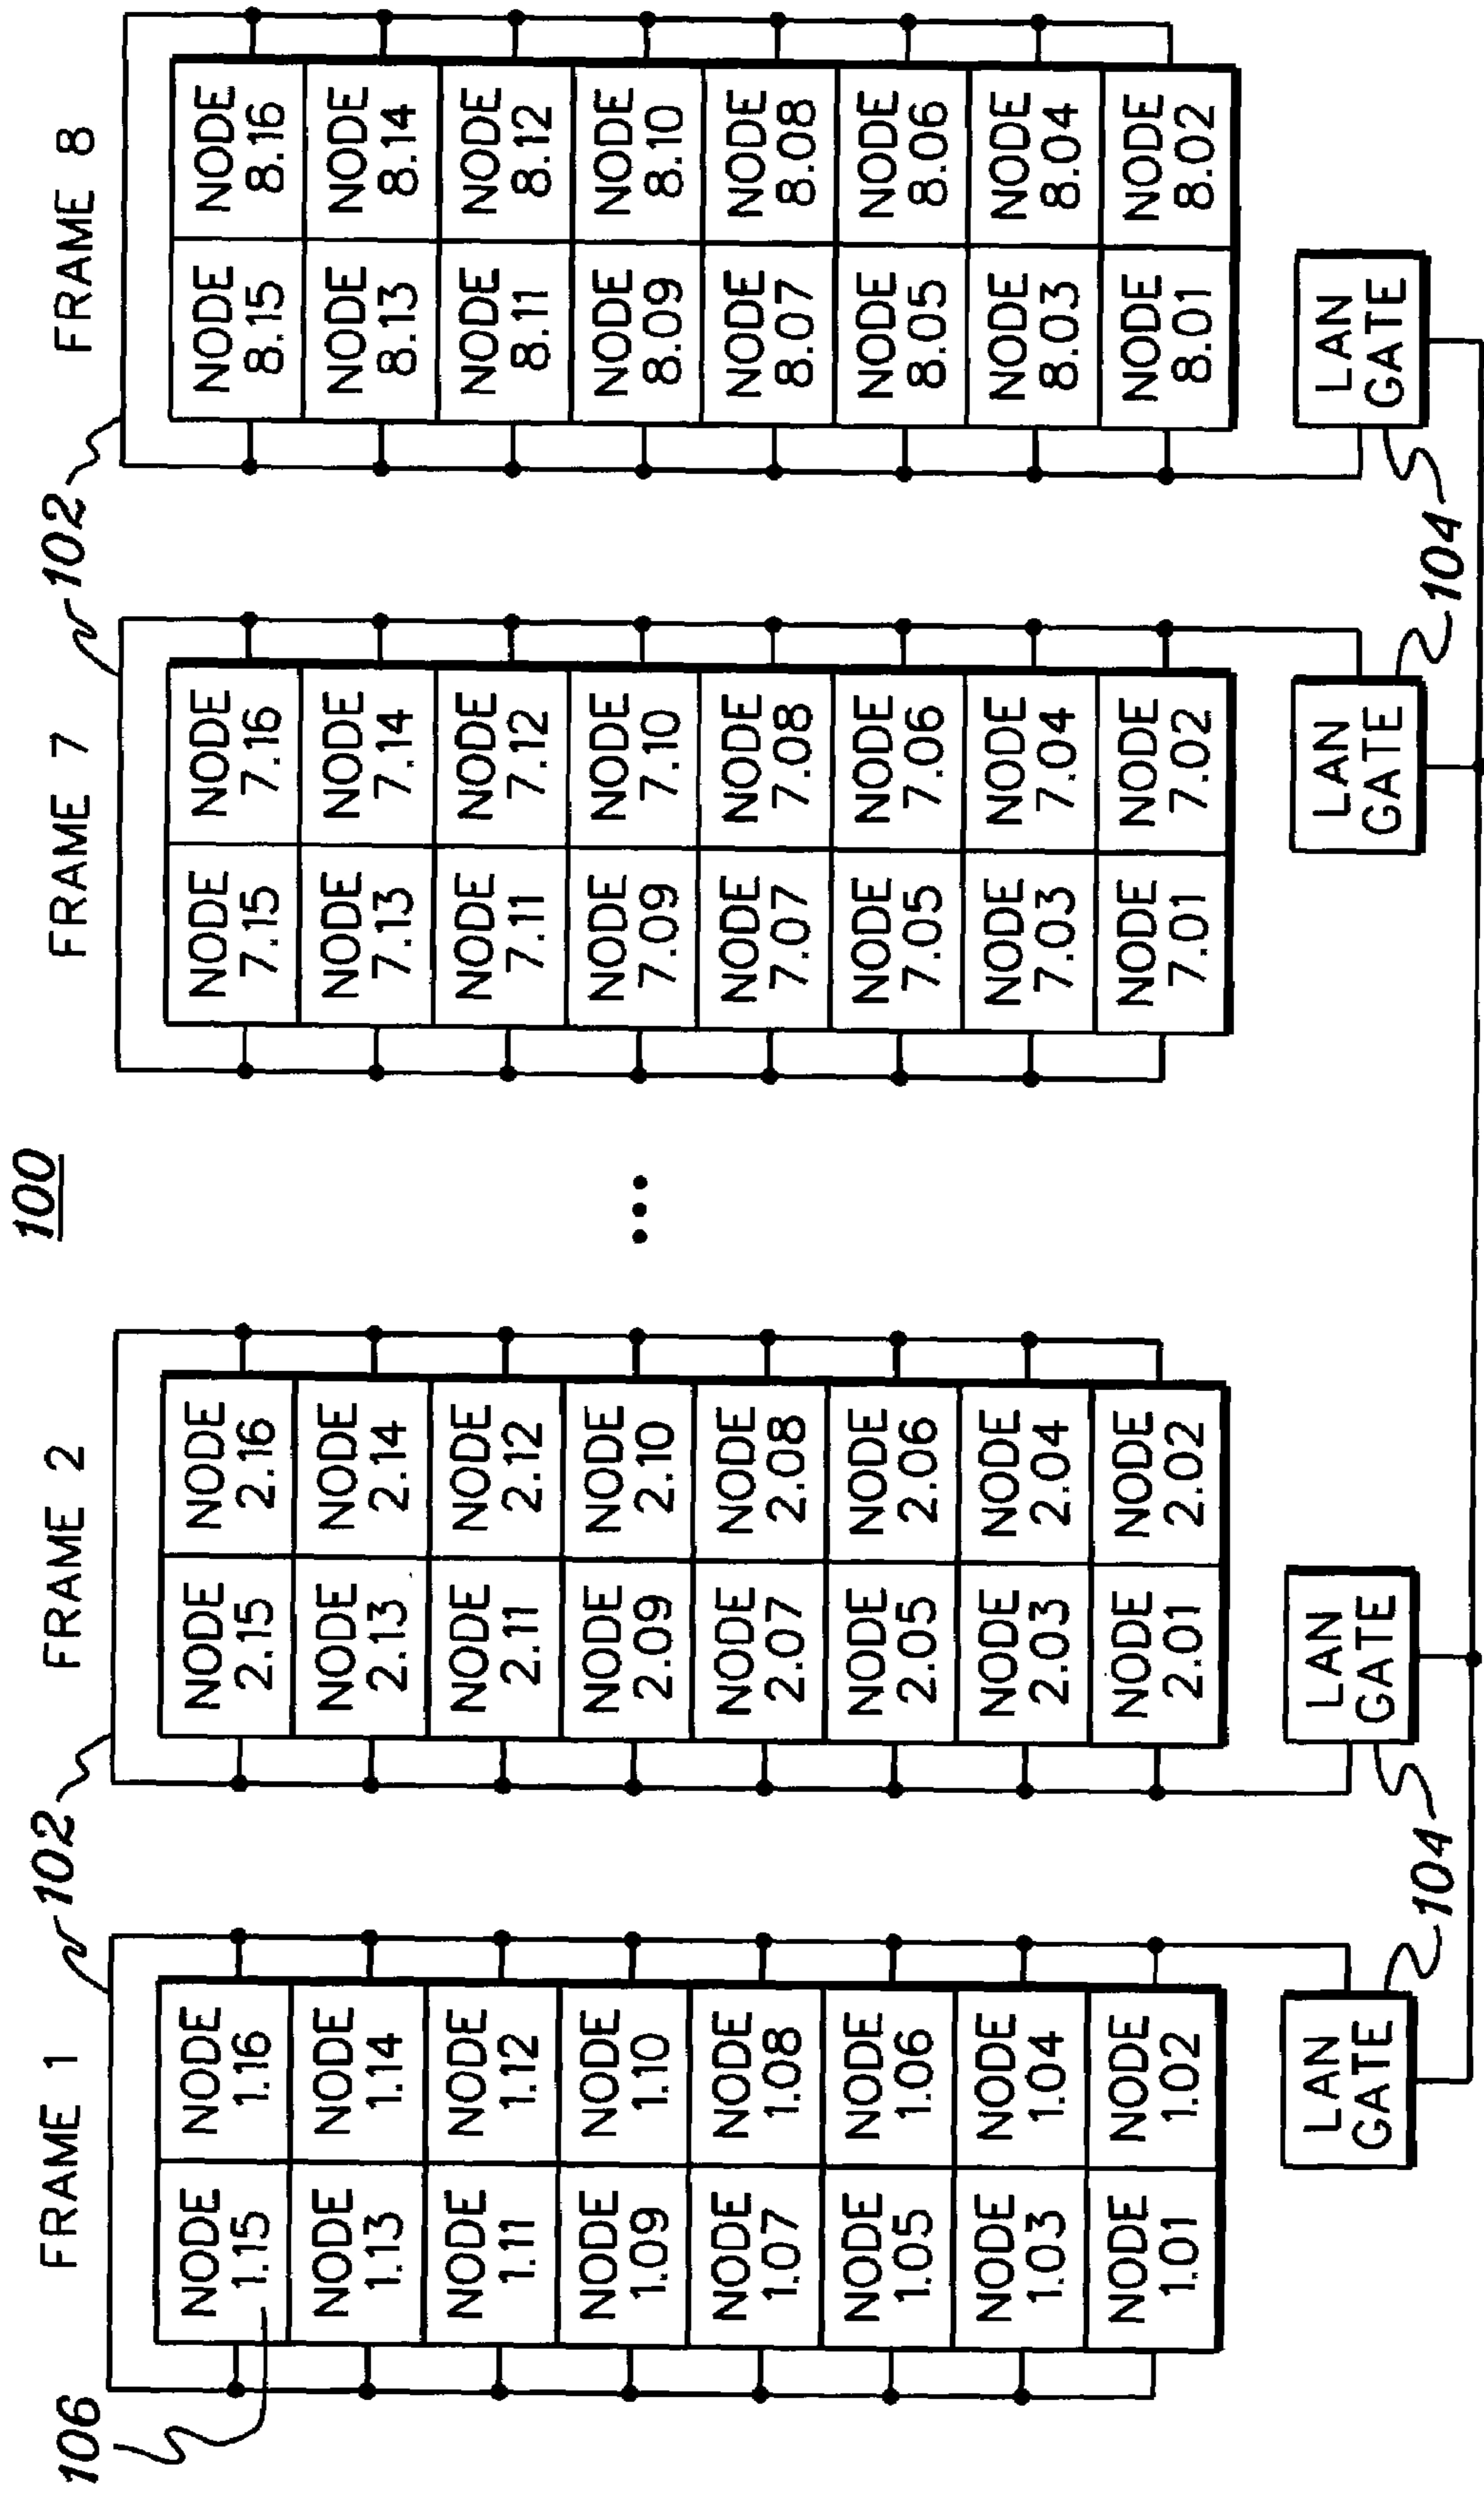 100
FRAME 1
FRAME 2
FRAME 7
FRAME 8
106
102
102
NODE 1.15
NODE 1.16
NODE 1.13
NODE 1.14
NODE 1.11
NODE 1.12
NODE 1.09
NODE 1.10
NODE 1.07
NODE 1.08
NODE 1.05
NODE 1.06
NODE 1.03
NODE 1.04
NODE 1.01
NODE 1.02
NODE 2.15
NODE 2.16
NODE 2.13
NODE 2.14
NODE 2.11
NODE 2.12
NODE 2.09
NODE 2.10
NODE 2.07
NODE 2.08
NODE 2.05
NODE 2.06
NODE 2.03
NODE 2.04
NODE 2.01
NODE 2.02
...
NODE 7.15
NODE 7.16
NODE 7.13
NODE 7.14
NODE 7.11
NODE 7.12
NODE 7.09
NODE 7.10
NODE 7.07
NODE 7.08
NODE 7.05
NODE 7.06
NODE 7.03
NODE 7.04
NODE 7.01
NODE 7.02
NODE 8.15
NODE 8.16
NODE 8.13
NODE 8.14
NODE 8.11
NODE 8.12
NODE 8.09
NODE 8.10
NODE 8.07
NODE 8.08
NODE 8.05
NODE 8.06
NODE 8.03
NODE 8.04
NODE 8.01
NODE 8.02
LAN GATE
LAN GATE
LAN GATE
LAN GATE
104
104